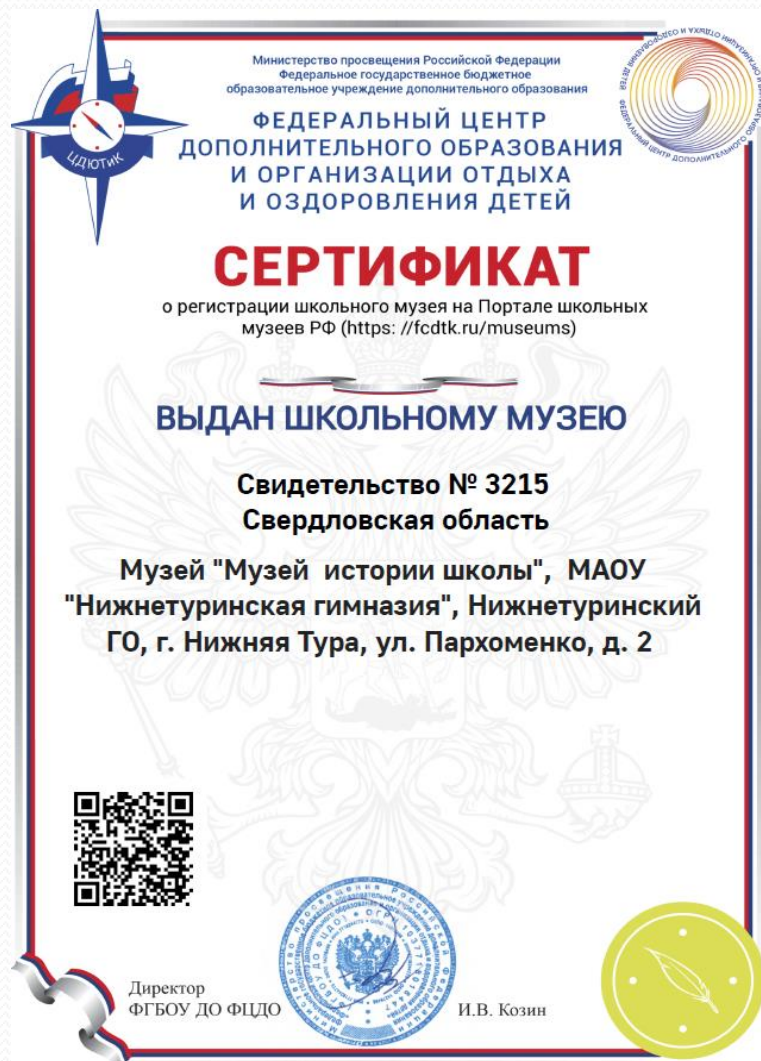 Министерство просвещения Российской Федерации
Федеральное государственное бюджетное
образовательное учреждение дополнительного образования
ФЕДЕРАЛЬНЫЙ ЦЕНТР
ДОПОЛНИТЕЛЬНОГО ОБРАЗОВАНИЯ
И ОРГАНИЗАЦИИ ОТДЫХА
И ОЗДОРОВЛЕНИЯ ДЕТЕЙ
ЦДЮТиК
СЕРТИФИКАТ
о регистрации школьного музея на Портале школьных
музеев РФ (https: //fcdtk.ru/museums)
ВЫДАН ШКОЛЬНОМУ МУЗЕЮ
Свидетельство № 3215
Свердловская область
Музей "Музей истории школы", МАОУ
"Нижнетуринская гимназия", Нижнетуринский
ГО, г. Нижняя Тура, ул. Пархоменко, д. 2
Директор
ФГБОУ ДО ФЦДО
И.В. Козин